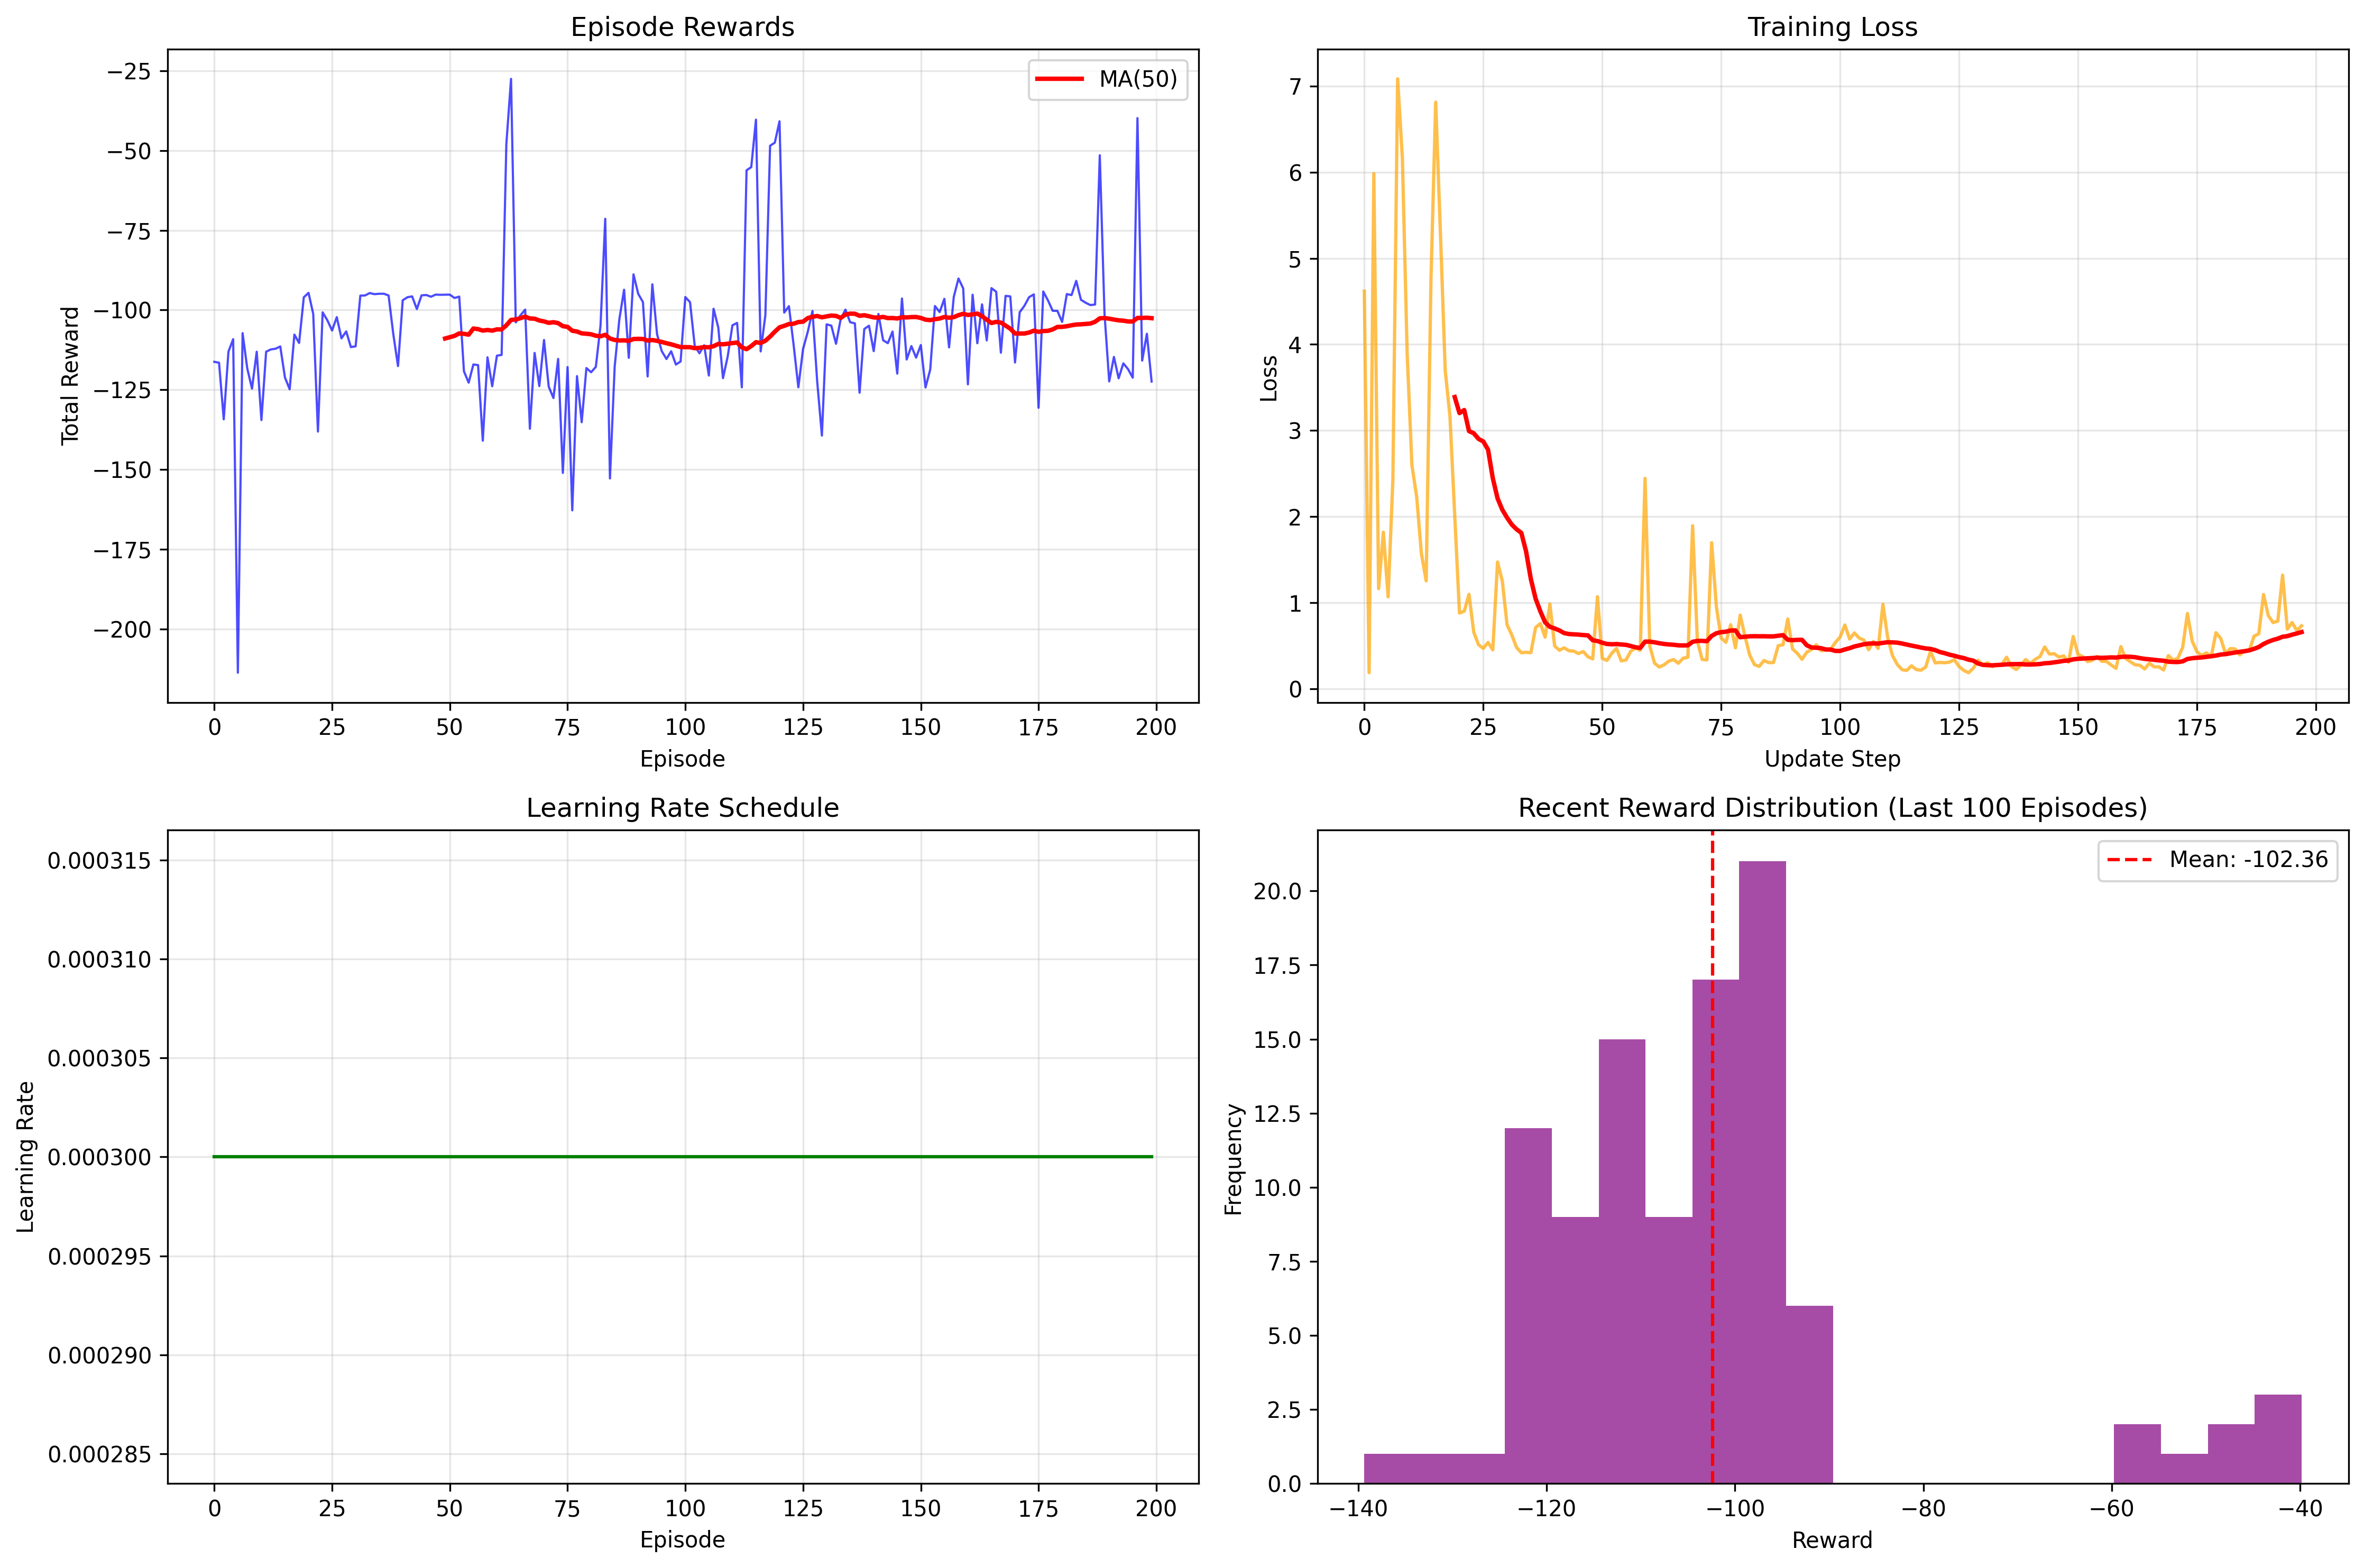 Episode Rewards
−25
−50
−75
−100
−125
−150
−175
−200
Total Reward
MA(50)
0 25 50 75 100 125 150 175 200
Episode
Training Loss
7
6
5
4
3
2
1
0
Loss
0 25 50 75 100 125 150 175 200
Update Step
Learning Rate Schedule
0.000315
0.000310
0.000305
0.000300
0.000295
0.000290
0.000285
Learning Rate
0 25 50 75 100 125 150 175 200
Episode
Recent Reward Distribution (Last 100 Episodes)
20.0
17.5
15.0
12.5
10.0
7.5
5.0
2.5
0.0
Frequency
Mean: -102.36
−140 −120 −100 −80 −60 −40
Reward